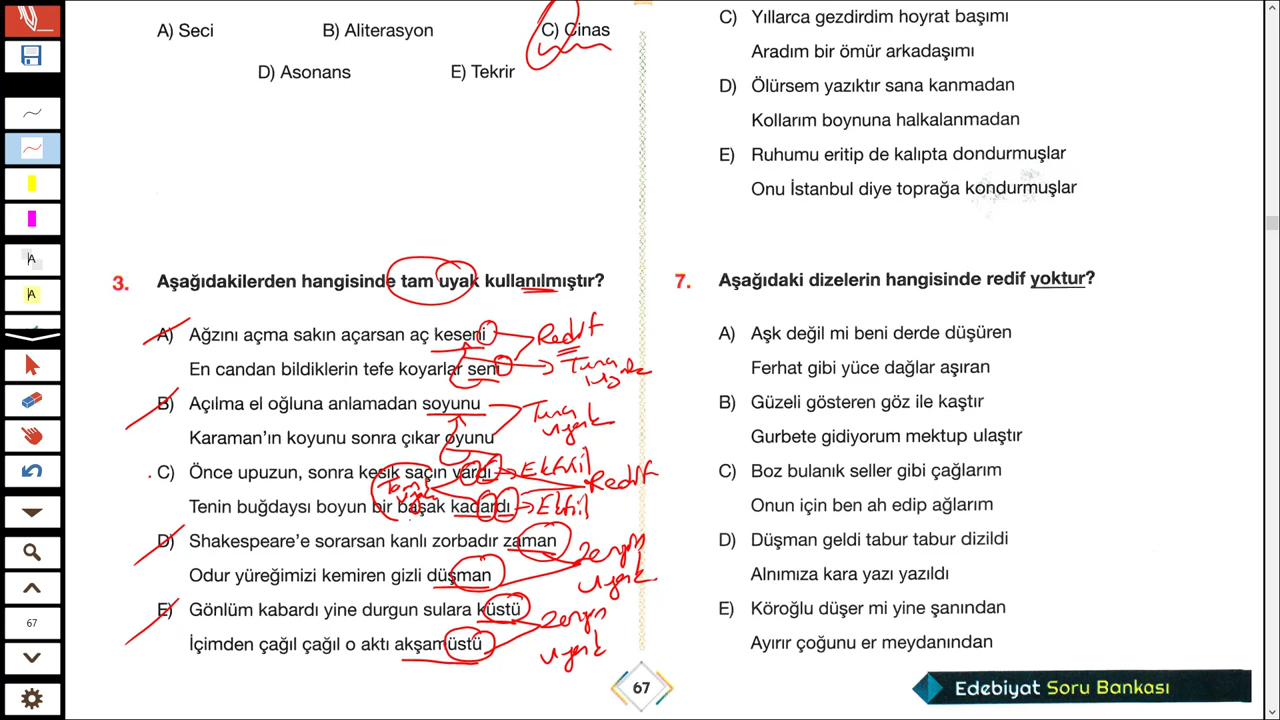 A) Seci
B) Aliterasyon
C) Cinas
D) Asonans
E) Tekrir
3. Aşağıdakilerden hangisinde tam uyak kullanılmıştır?
A) Ağzını açma sakın açarsan aç keseni
En candan bildiklerin tefe koyarlar seni
Redif
B) Açılma el oğluna anlamadan soyunu
Karaman'ın koyunu sonra çıkar oyunu
Tunç uyak
C) Önce upuzun, sonra kesik saçın vardı
Tenin buğdaysı boyun bir başak kadardı
Ekfiil
Redif
Ekfiil
Tam uyak
D) Shakespeare'e sorarsan kanlı zorbadır zaman
Odur yüreğimizi kemiren gizli düşman
Zengin uyak
E) Gönlüm kabardı yine durgun sulara küstü
İçimden çağıl çağıl o aktı akşamüstü
Zengin uyak
C) Yıllarca gezdirdim hoyrat başımı
Aradım bir ömür arkadaşımı
D) Ölürsem yazıktır sana kanmadan
Kollarım boynuna halkalanmadan
E) Ruhumu eritip de kalıpta dondurmuşlar
Onu İstanbul diye toprağa kondurmuşlar
7. Aşağıdaki dizelerin hangisinde redif yoktur?
A) Aşk değil mi beni derde düşüren
Ferhat gibi yüce dağlar aşıran
B) Güzeli gösteren göz ile kaştır
Gurbete gidiyorum mektup ulaştır
C) Boz bulanık seller gibi çağlarım
Onun için ben ah edip ağlarım
D) Düşman geldi tabur tabur dizildi
Alnımıza kara yazı yazıldı
E) Köroğlu düşer mi yine şanından
Ayırır çoğunu er meydanından
67
Edebiyat Soru Bankası
A
A
67